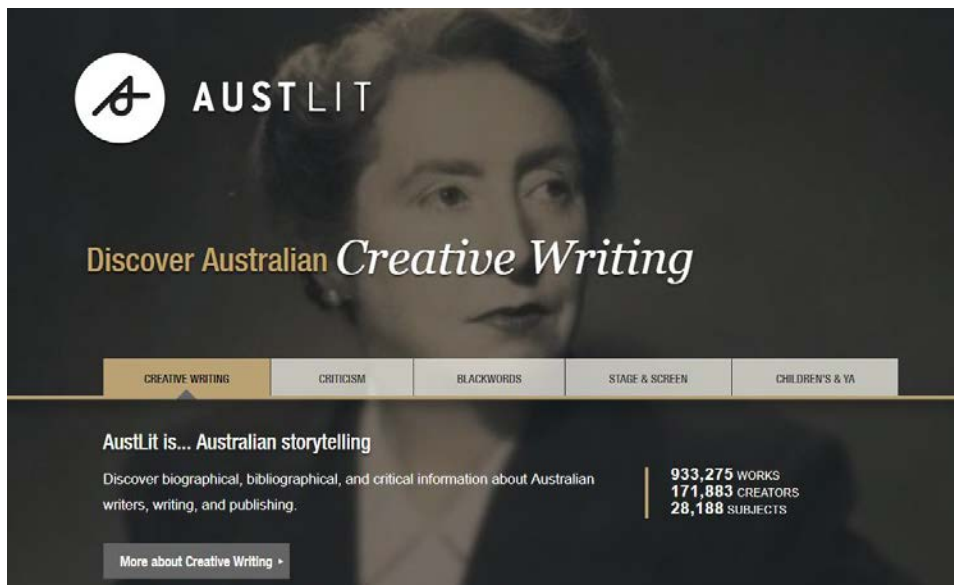 AUSTLIT
Discover Australian Creative Writing
CREATIVE WRITING
CRITICISM
BLACKWORDS
STAGE & SCREEN
CHILDREN'S & YA
AustLit is... Australian storytelling
Discover biographical, bibliographical, and critical information about Australian
writers, writing, and publishing.
933,275 WORKS
171,883 CREATORS
28,188 SUBJECTS
More about Creative Writing